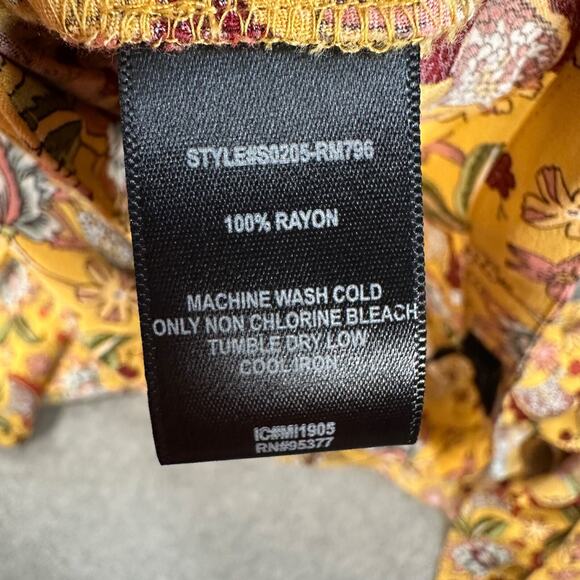 STYLE#S0205-RM796
100% RAYON
MACHINE WASH COLD
ONLY NON CHLORINE BLEACH
TUMBLE DRY LOW
COOL IRON
IC#MI1905
RN#95377